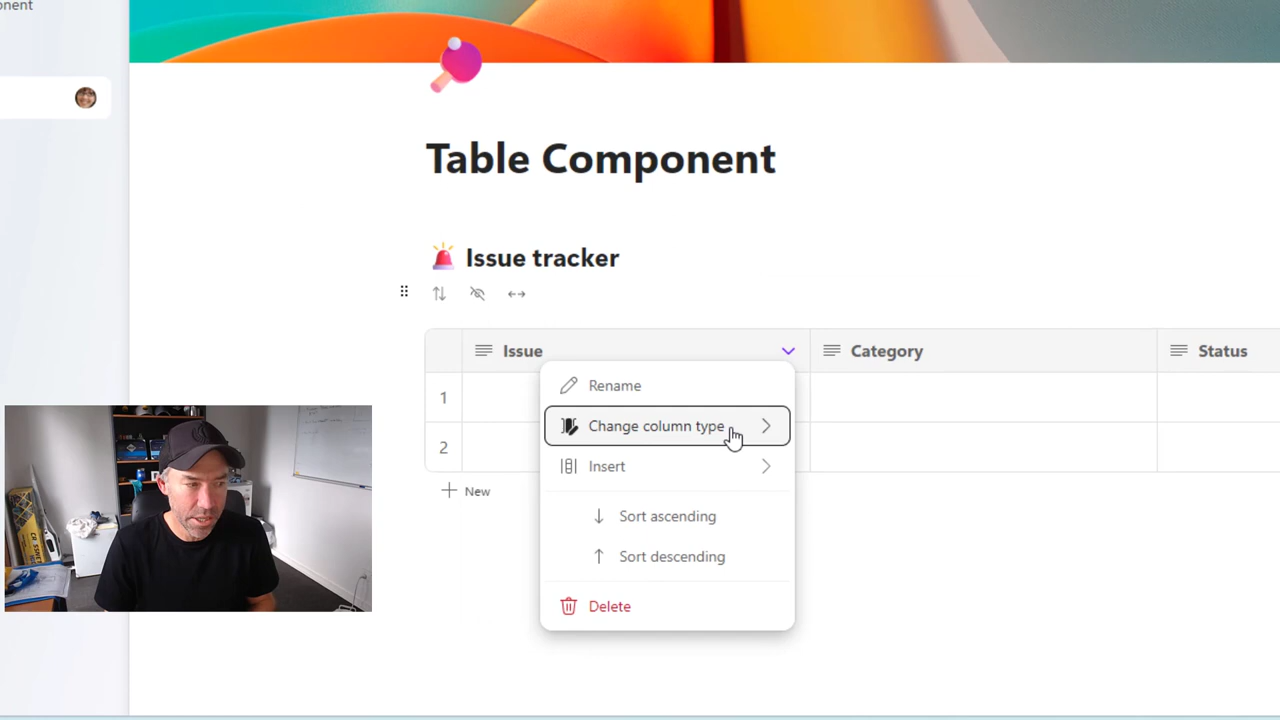 Table Component
Issue tracker
Issue Category Status
Rename
1
Change column type
2
Insert
New
Sort ascending
Sort descending
Delete